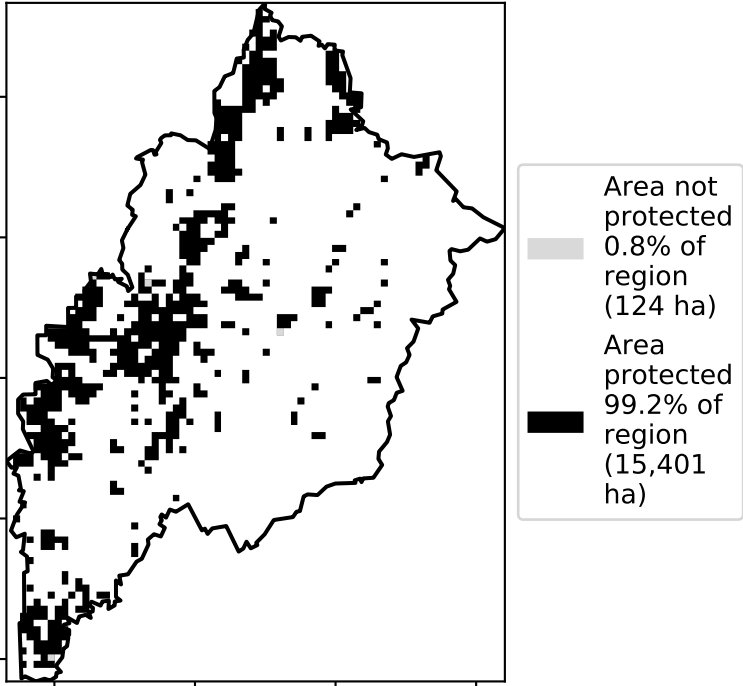 Area not
protected
0.8% of
region
(124 ha)
Area
protected
99.2% of
region
(15,401
ha)